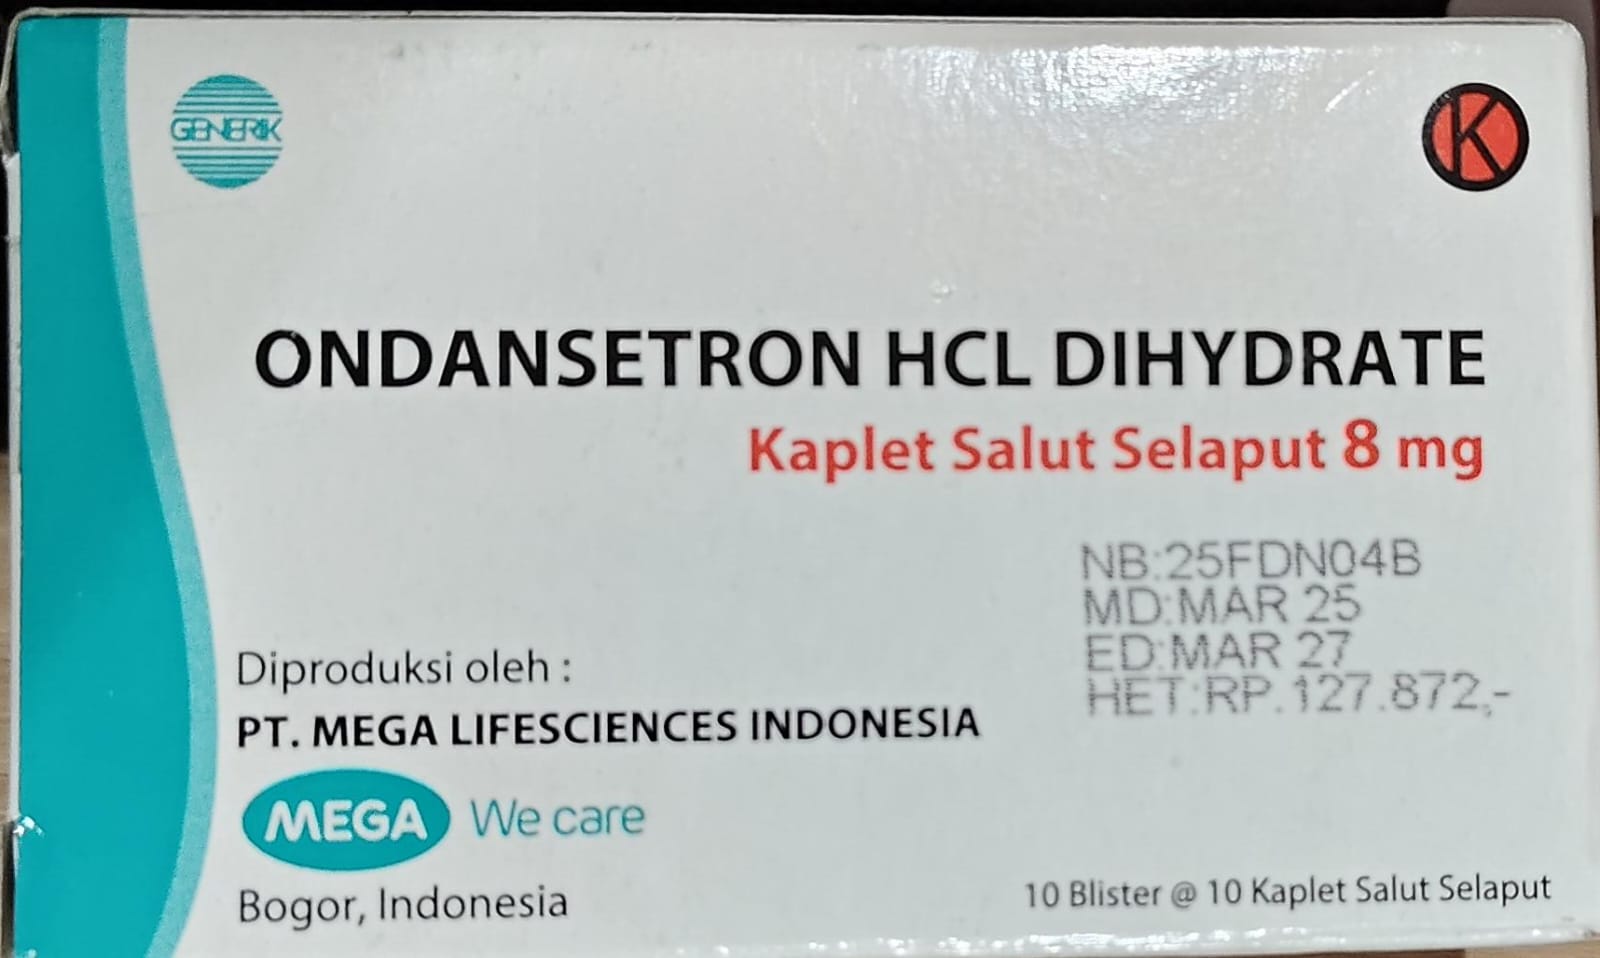 GENERIK
K
ONDANSETRON HCL DIHYDRATE
Kaplet Salut Selaput 8 mg
NB:25FDN04B
MD:MAR 25
ED:MAR 27
HET:RP.127.872,-
Diproduksi oleh :
PT. MEGA LIFESCIENCES INDONESIA
MEGA We care
Bogor, Indonesia
10 Blister @ 10 Kaplet Salut Selaput